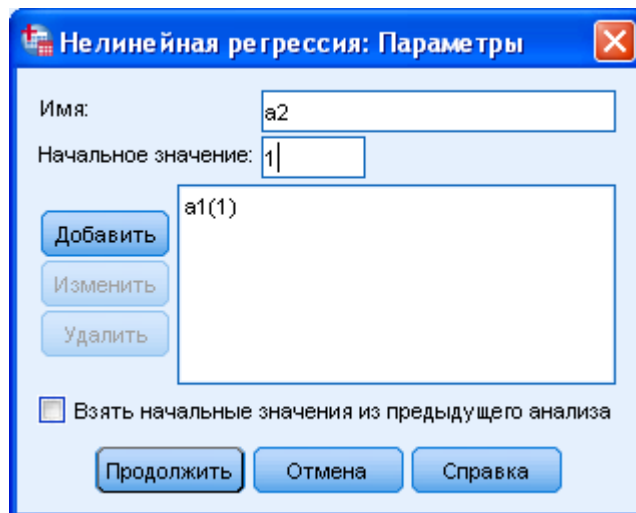 Нелинейная регрессия: Параметры
Имя:
a2
Начальное значение:
1
a1(1)
Добавить
Изменить
Удалить
Взять начальные значения из предыдущего анализа
Продолжить
Отмена
Справка